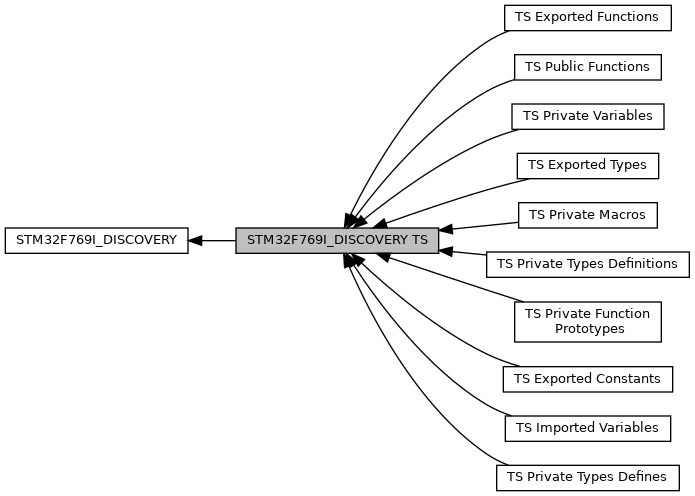 TS Exported Functions
TS Public Functions
TS Private Variables
TS Exported Types
TS Private Macros
STM32F769I_DISCOVERY
STM32F769I_DISCOVERY TS
TS Private Types Definitions
TS Private Function
Prototypes
TS Exported Constants
TS Imported Variables
TS Private Types Defines